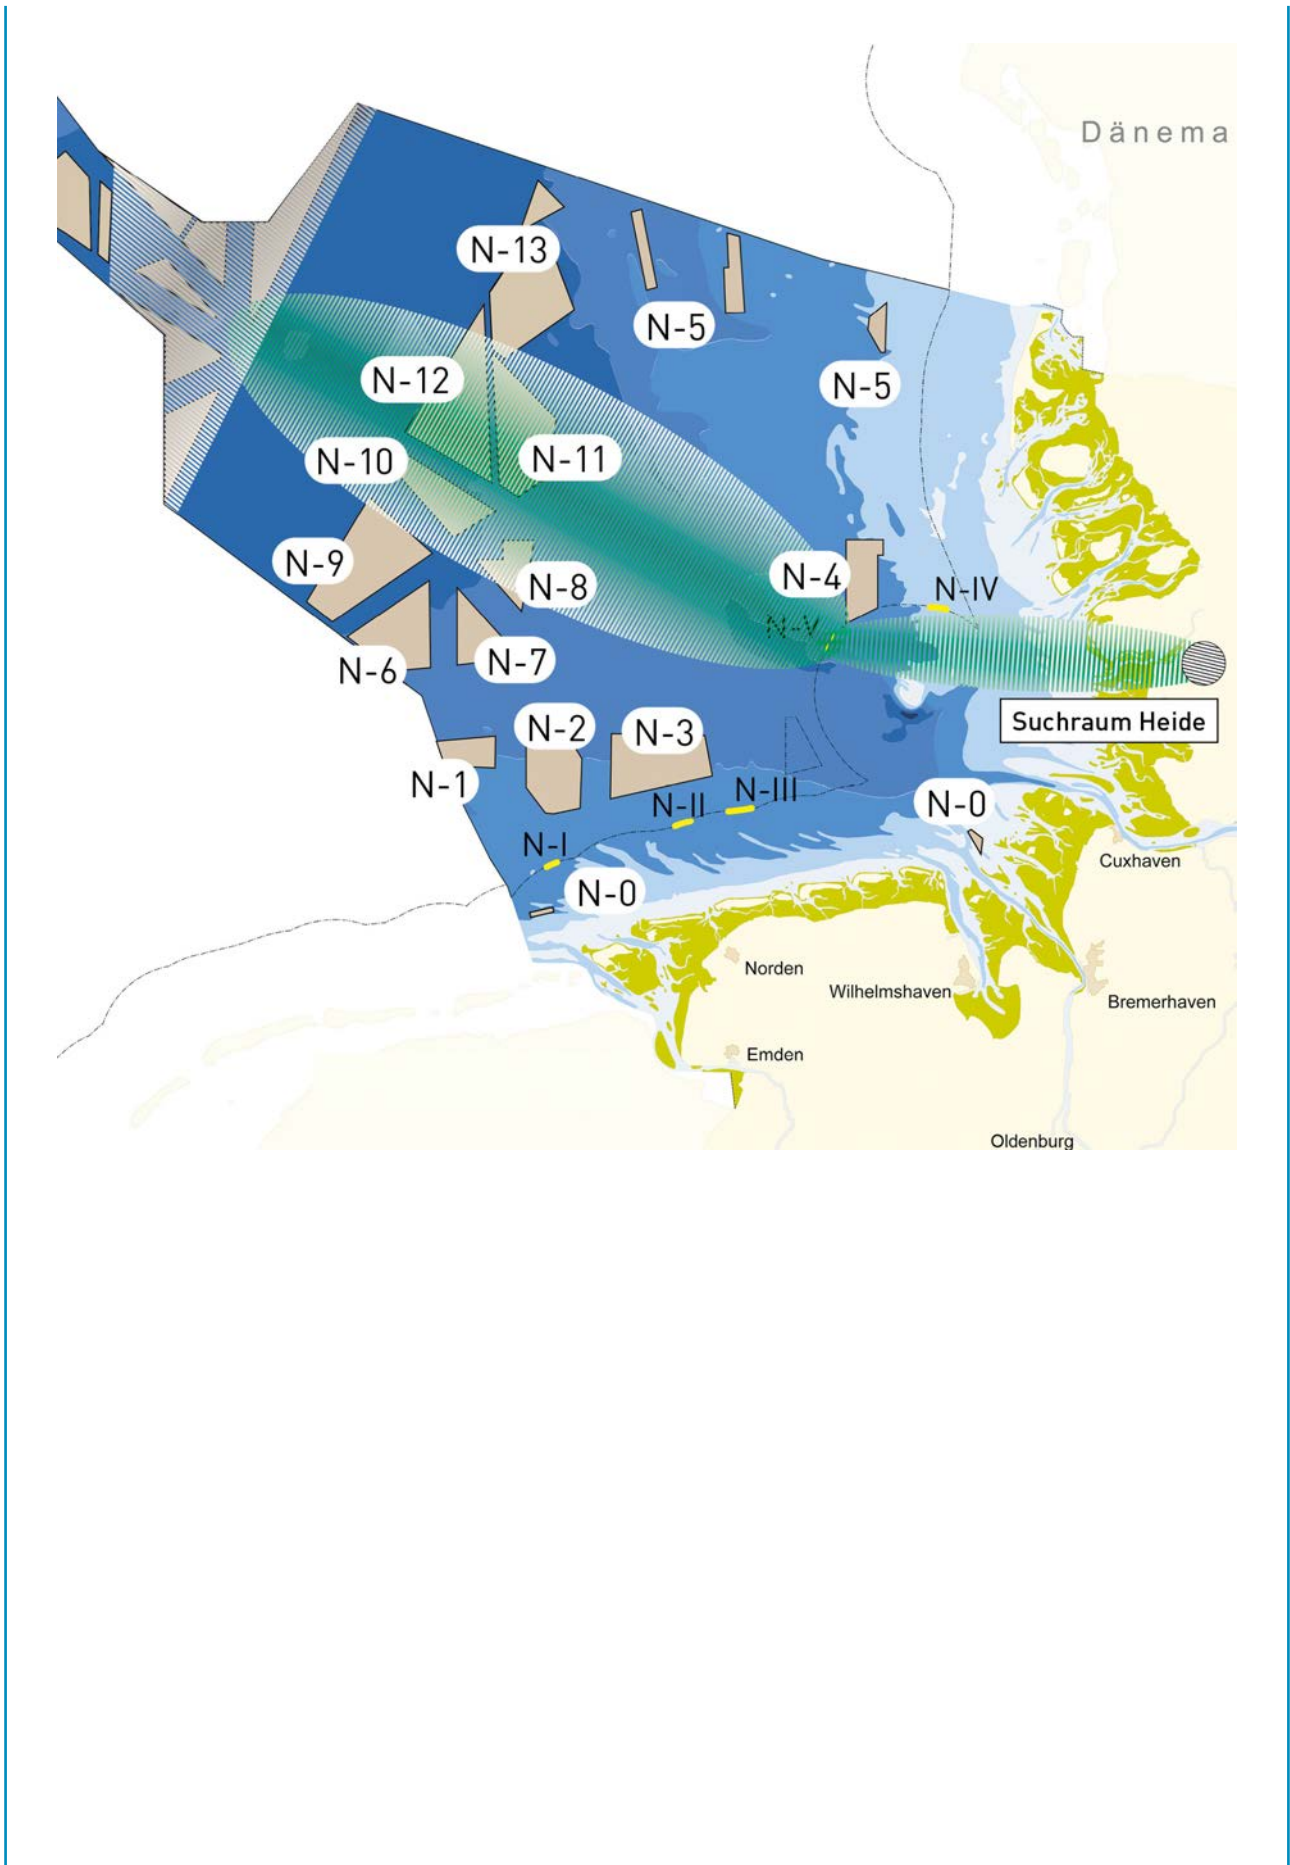 Dänema
N-13
N-5
N-12
N-5
N-10
N-11
N-9
N-8
N-4
N-IV
N-V
N-6
N-7
Suchraum Heide
N-2
N-3
N-1
N-II
N-III
N-0
N-I
Cuxhaven
N-0
Norden
Wilhelmshaven
Bremerhaven
Emden
Oldenburg